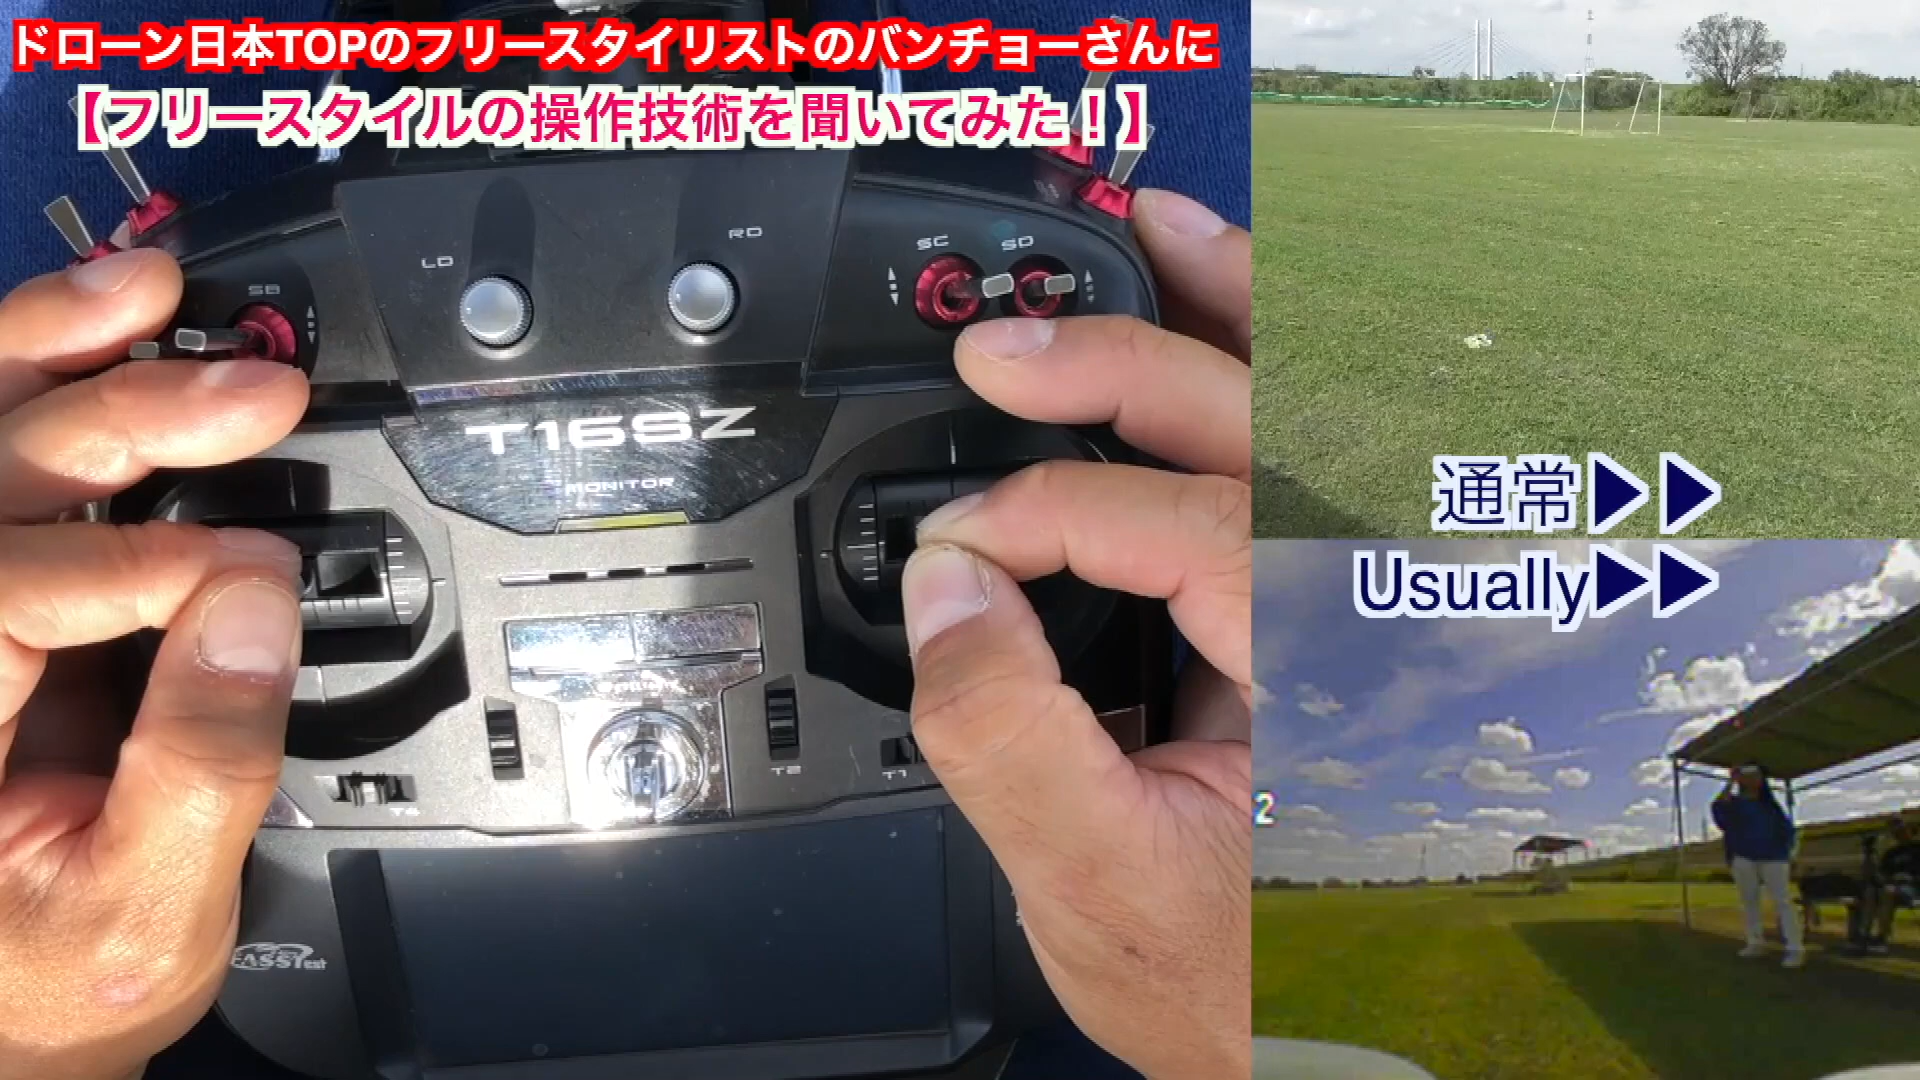 ドローン日本TOPのフリースタイリストのバンチョーさんに
【フリースタイルの操作技術を聞いてみた！】
LD
RD
SB
SC
SD
T16SZ
MONITOR
T2
T1
T4
FASSTest
通常▶▶
Usually▶▶
2